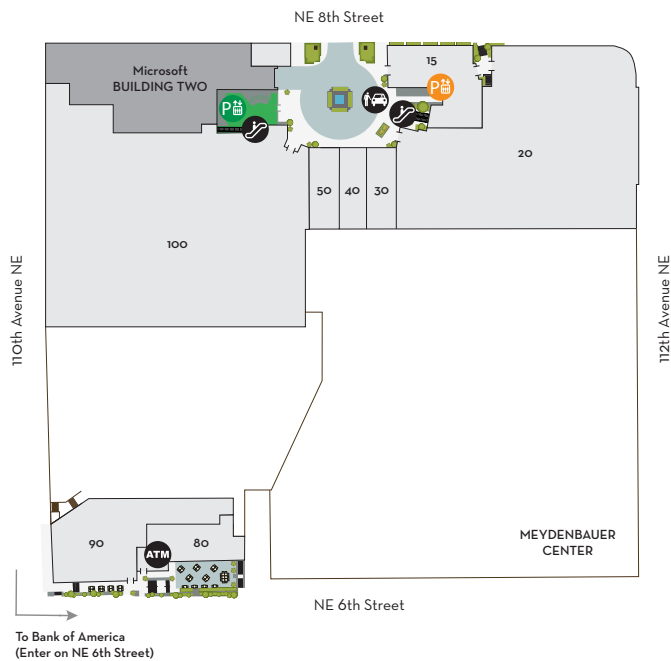 NE 8th Street
15
Microsoft
BUILDING TWO
P
P
20
50
40
30
100
110th Avenue NE
112th Avenue NE
MEYDENBAUER
CENTER
90
80
ATM
NE 6th Street
To Bank of America
(Enter on NE 6th Street)